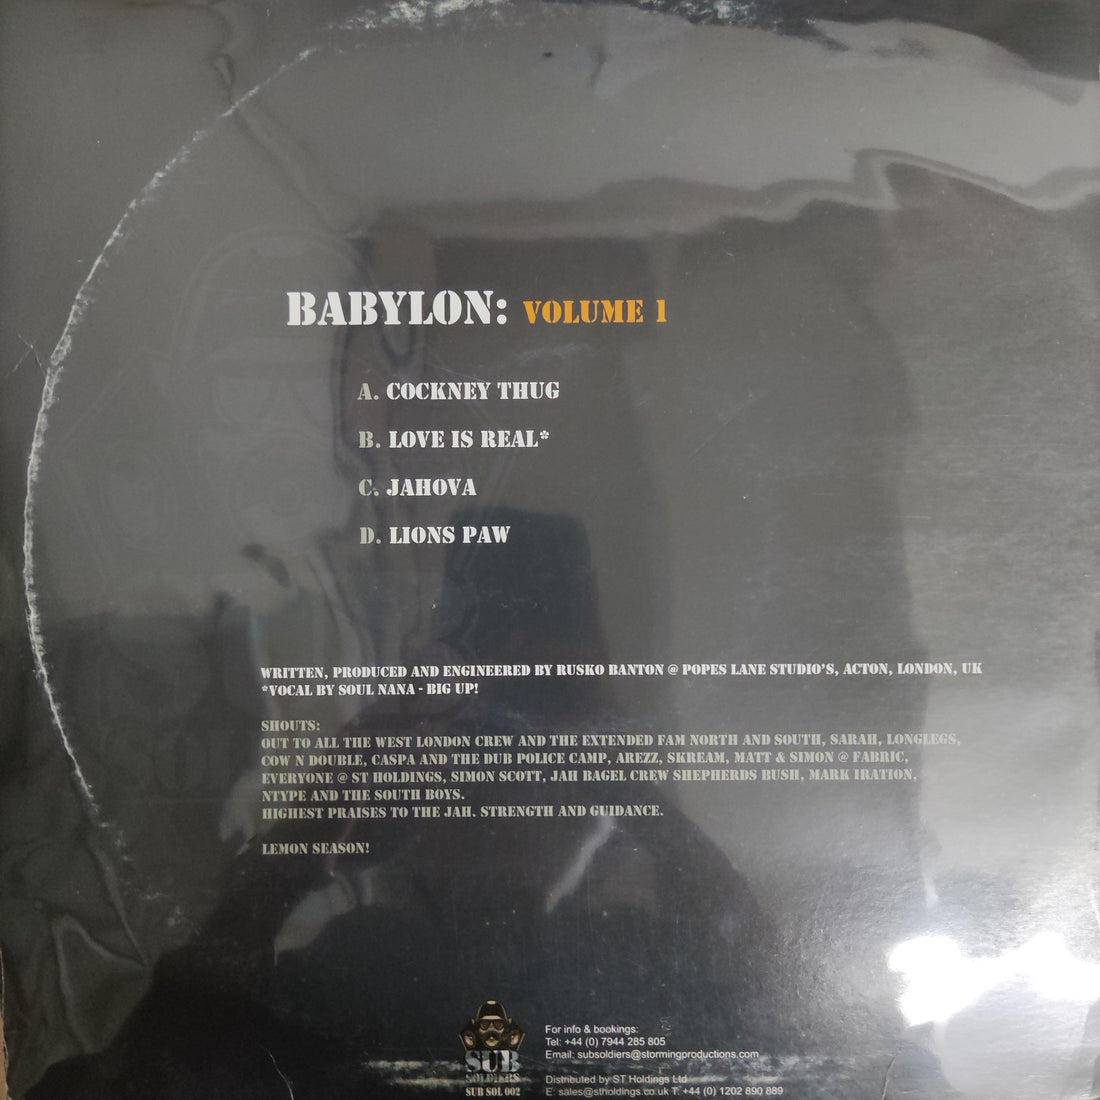 BABYLON: VOLUME 1
A. COCKNEY THUG
B. LOVE IS REAL*
C. JAHOVA
D. LIONS PAW
WRITTEN, PRODUCED AND ENGINEERED BY RUSKO BANTON @ POPES LANE STUDIO'S, ACTON, LONDON, UK
*VOCAL BY SOUL NANA - BIG UP!
SHOUTS:
OUT TO ALL THE WEST LONDON CREW AND THE EXTENDED FAM NORTH AND SOUTH, SARAH, LONGLEGS,
COW N DOUBLE, CASPA AND THE DUB POLICE CAMP, AREZZ, SKREAM, MATT & SIMON @ FABRIC,
EVERYONE @ ST HOLDINGS, SIMON SCOTT, JAH BAGEL CREW SHEPHERDS BUSH, MARK IRATION,
NTYPE AND THE SOUTH BOYS.
HIGHEST PRAISES TO THE JAH. STRENGTH AND GUIDANCE.
LEMON SEASON!
SUB
SOLDIERS
SUB SOL 002
For info & bookings:
Tel: +44 (0) 7944 285 805
Email: subsoldiers@stormingproductions.com
Distributed by ST Holdings Ltd
E: sales@stholdings.co.uk T: +44 (0) 1202 890 889